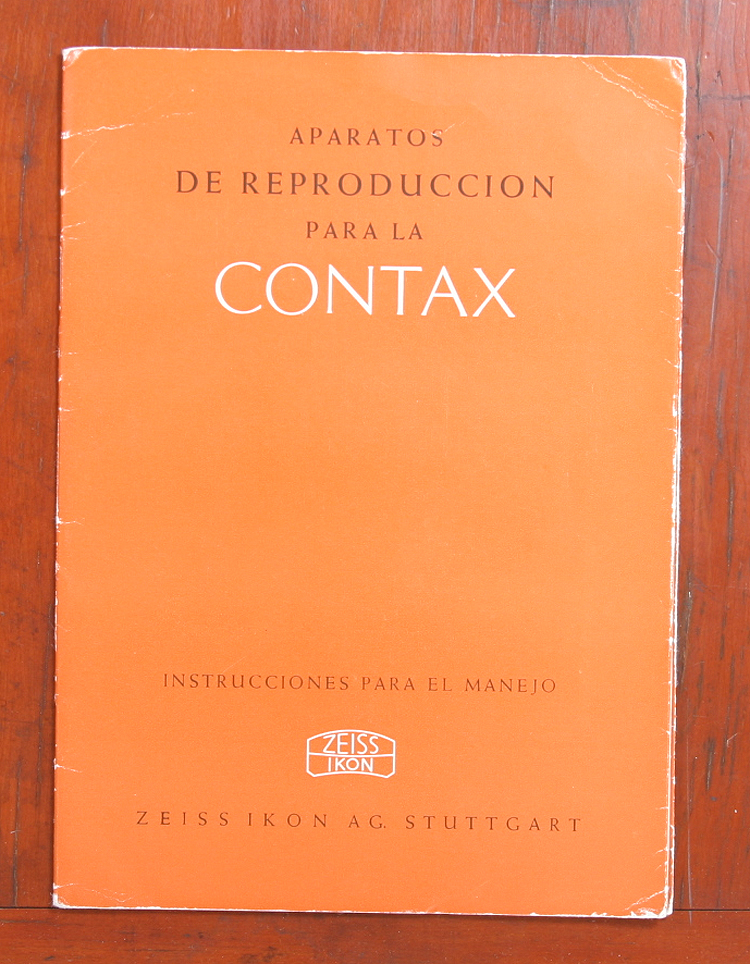 APARATOS
DE REPRODUCCION
PARA LA
CONTAX
INSTRUCCIONES PARA EL MANEJO
ZEISS
IKON
ZEISS IKON AG. STUTTGART